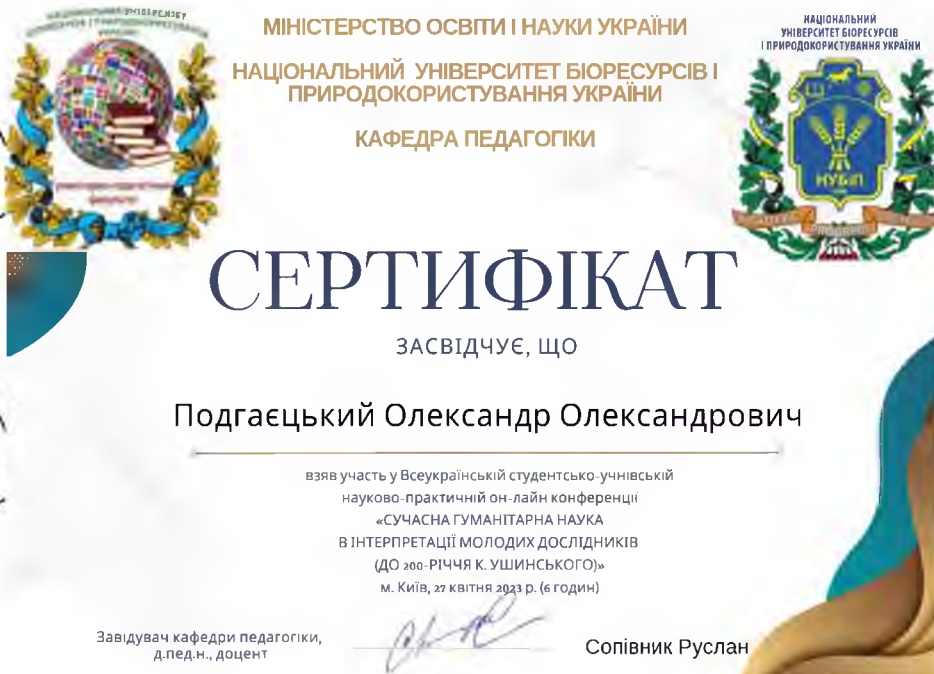 МІНІСТЕРСТВО ОСВІТИ І НАУКИ УКРАЇНИ
НАЦІОНАЛЬНИЙ УНІВЕРСИТЕТ БІОРЕСУРСІВ І
ПРИРОДОКОРИСТУВАННЯ УКРАЇНИ
КАФЕДРА ПЕДАГОГІКИ
НАЦІОНАЛЬНИЙ
УНІВЕРСИТЕТ БІОРЕСУРСІВ
І ПРИРОДОКОРИСТУВАННЯ УКРАЇНИ
НУБіП
СЕРТИФІКАТ
ЗАСВІДЧУЄ, ЩО
Подгаєцький Олександр Олександрович
взяв участь у Всеукраїнській студентсько-учнівській
науково-практичній он-лайн конференції
«СУЧАСНА ГУМАНІТАРНА НАУКА
В ІНТЕРПРЕТАЦІЇ МОЛОДИХ ДОСЛІДНИКІВ
(ДО 200-РІЧЧЯ К. УШИНСЬКОГО)»
м. Київ, 27 квітня 2023 р. (6 годин)
Завідувач кафедри педагогіки,
д.пед.н., доцент
Сопівник Руслан